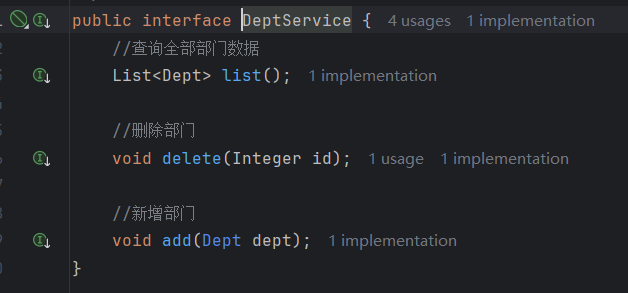 public interface DeptService { 4 usages 1 implementation
//查询全部部门数据
List<Dept> list(); 1 implementation
//删除部门
void delete(Integer id); 1 usage 1 implementation
//新增部门
void add(Dept dept); 1 implementation
}